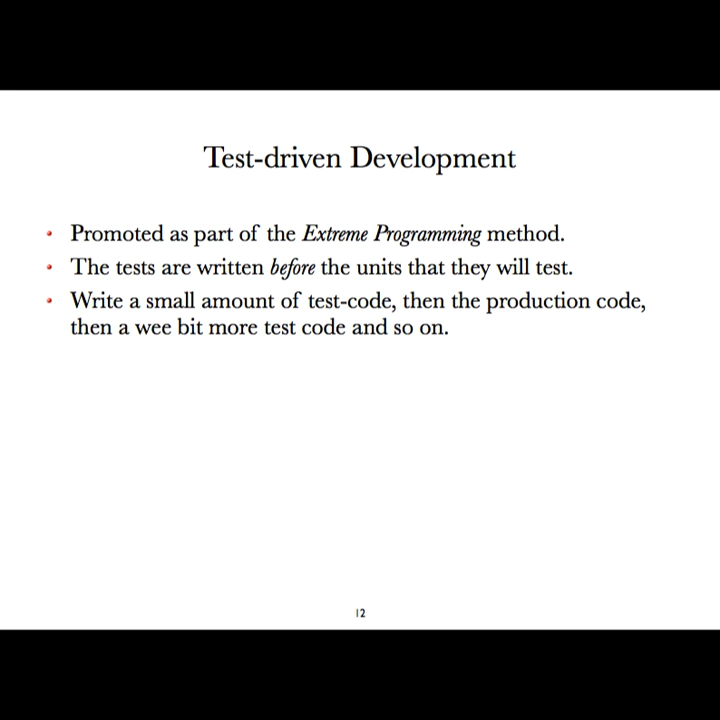 Test-driven Development
• Promoted as part of the Extreme Programming method.
• The tests are written before the units that they will test.
• Write a small amount of test-code, then the production code,
then a wee bit more test code and so on.
12